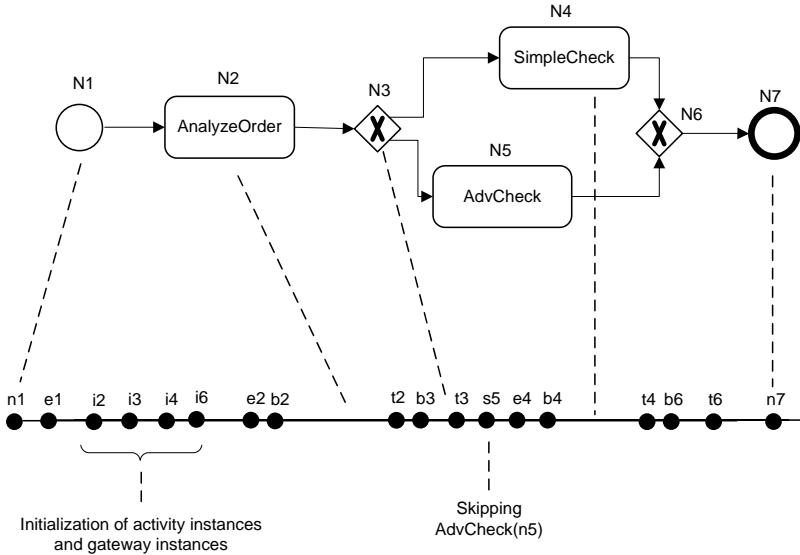 N4
SimpleCheck
N1
N2
N3
AnalyzeOrder
N6
N7
N5
AdvCheck
n1 e1 i2 i3 i4 i6 e2 b2 t2 b3 t3 s5 e4 b4 t4 b6 t6 n7
Initialization of activity instances
and gateway instances
Skipping
AdvCheck(n5)